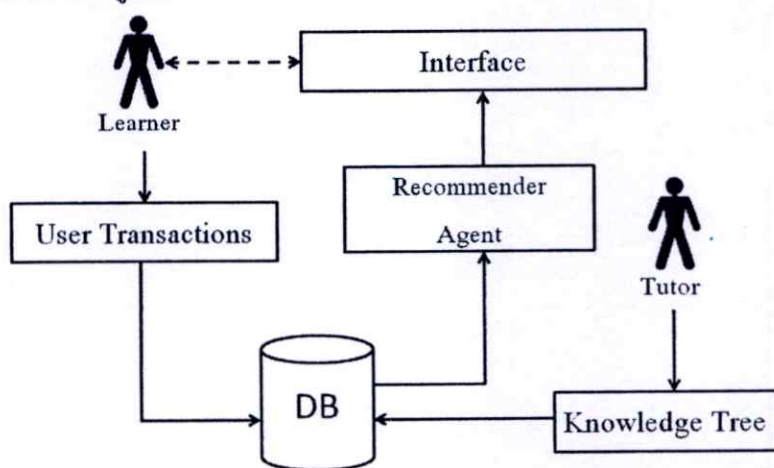 Interface
Learner
Recommender
Agent
User Transactions
Tutor
DB
Knowledge Tree